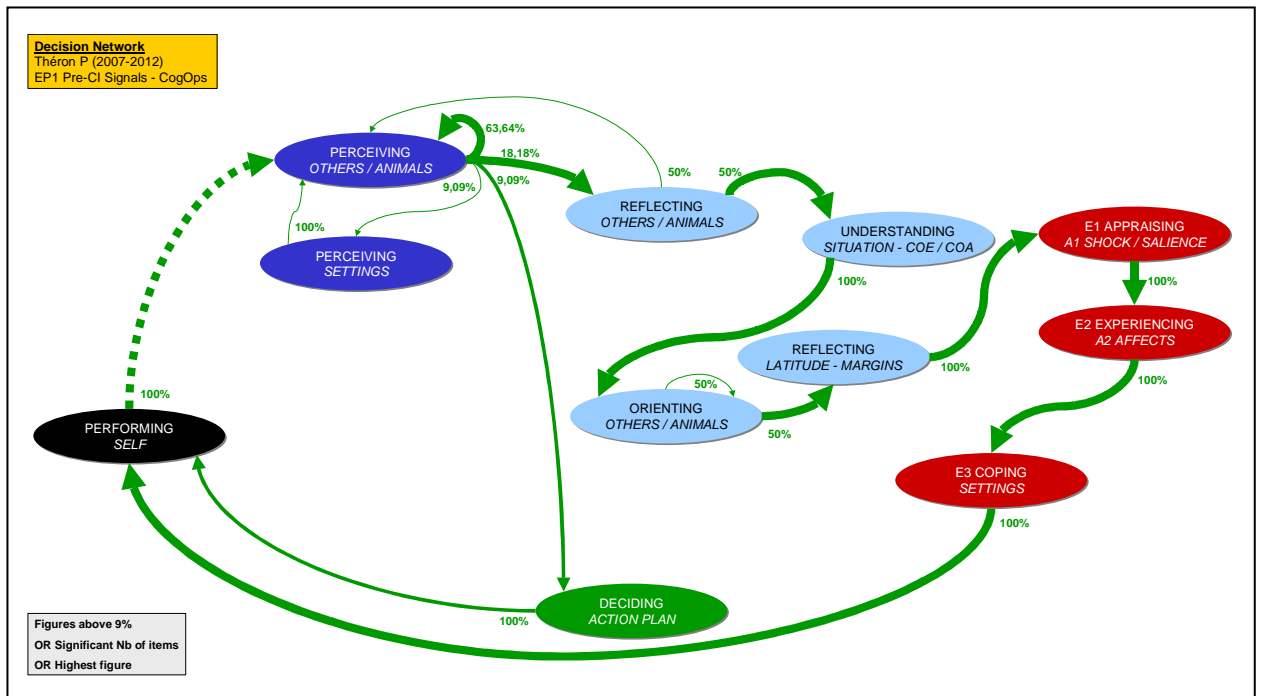 Decision Network
Théron P (2007-2012)
EP1 Pre-CI Signals - CogOps
63,64%
PERCEIVING
OTHERS / ANIMALS
18,18%
9,09%
9,09%
50%
50%
REFLECTING
OTHERS / ANIMALS
100%
UNDERSTANDING
SITUATION - COE / COA
E1 APPRAISING
A1 SHOCK / SALIENCE
PERCEIVING
SETTINGS
100%
100%
E2 EXPERIENCING
A2 AFFECTS
REFLECTING
LATITUDE - MARGINS
100%
100%
50%
100%
ORIENTING
OTHERS / ANIMALS
50%
PERFORMING
SELF
E3 COPING
SETTINGS
100%
DECIDING
ACTION PLAN
100%
Figures above 9%
OR Significant Nb of items
OR Highest figure